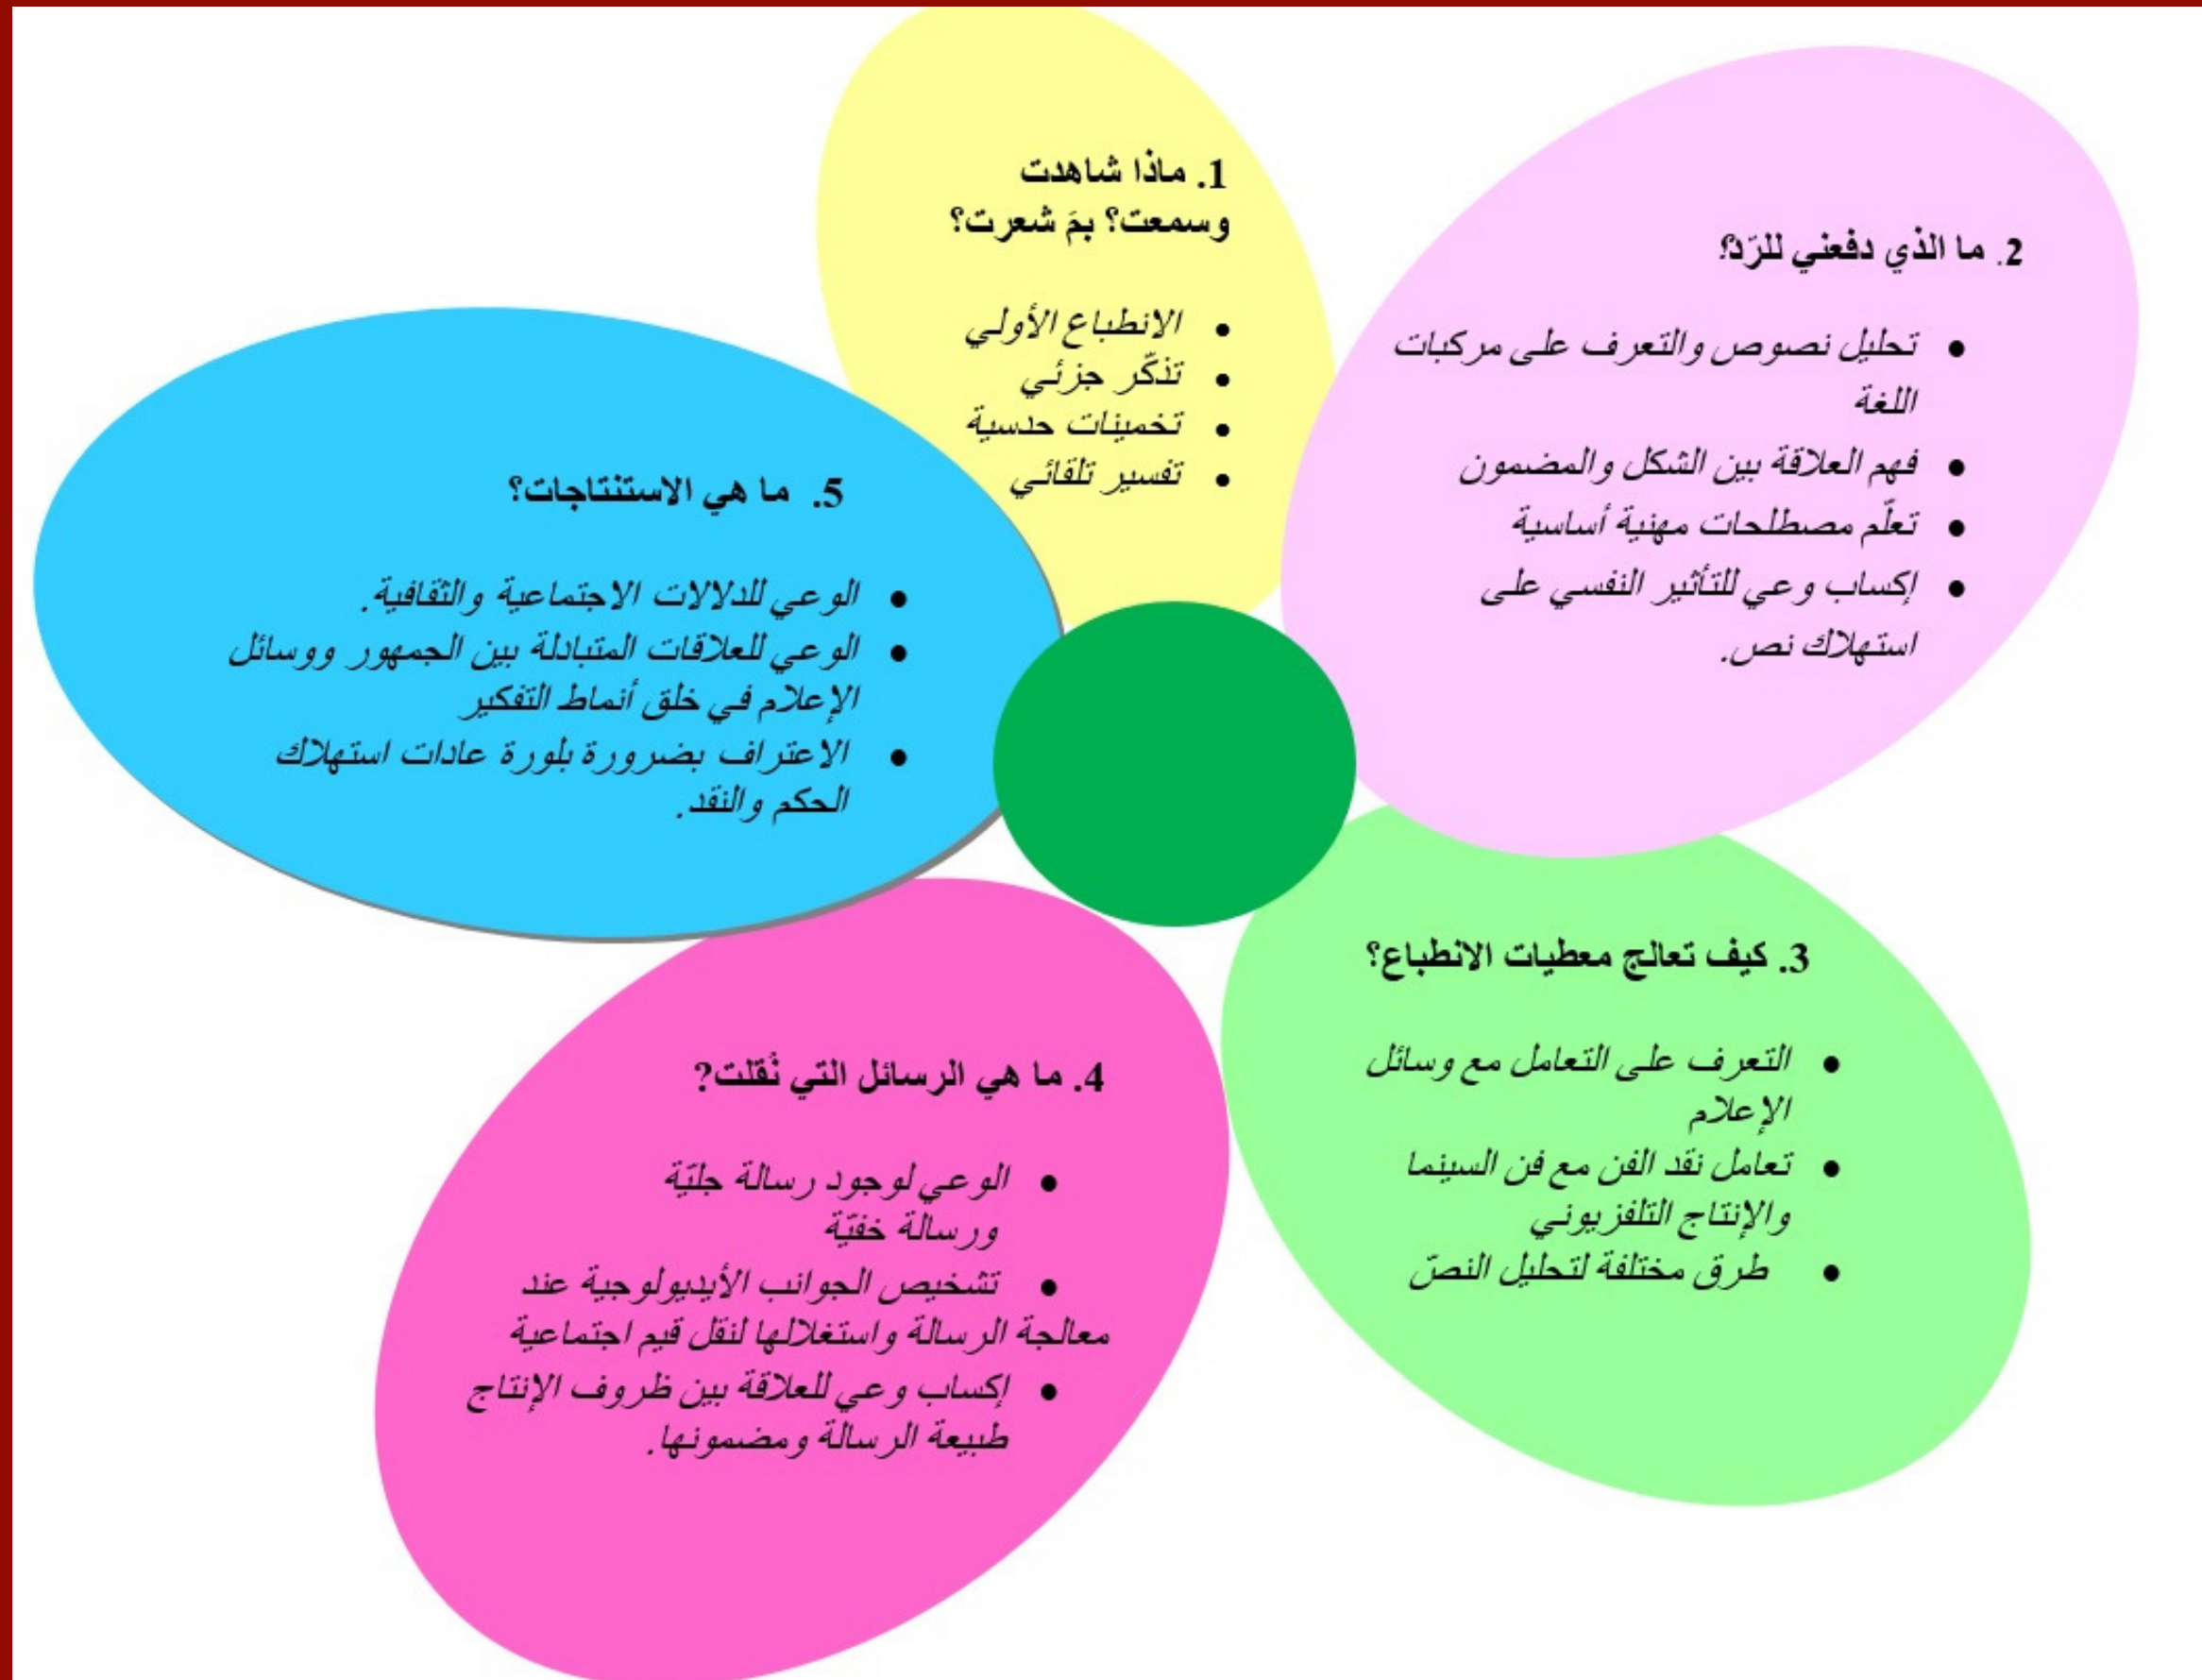 1. ماذا شاهدت
وسمعت؟ بمَ شعرت؟
• الانطباع الأولي
• تذكّر جزئي
• تخمينات حدسية
• تفسير تلقائي
2. ما الذي دفعني للرّد؟
• تحليل نصوص والتعرف على مركبات
اللغة
• فهم العلاقة بين الشكل والمضمون
• تعلّم مصطلحات مهنية أساسية
• إكساب وعي للتأثير النفسي على
استهلاك نص.
3. كيف تعالج معطيات الانطباع؟
• التعرف على التعامل مع وسائل
الإعلام
• تعامل نقد الفن مع فن السينما
والإنتاج التلفزيوني
• طرق مختلفة لتحليل النصّ
4. ما هي الرسائل التي نُقلت?
• الوعي لوجود رسالة جليّة
ورسالة خفيّة
• تشخيص الجوانب الأيديولوجية عند
معالجة الرسالة واستغلالها لنقل قيم اجتماعية
• إكساب وعي للعلاقة بين ظروف الإنتاج
طبيعة الرسالة ومضمونها.
5. ما هي الاستنتاجات؟
• الوعي للدلالات الاجتماعية والثقافية.
• الوعي للعلاقات المتبادلة بين الجمهور ووسائل
الإعلام في خلق أنماط التفكير
• الاعتراف بضرورة بلورة عادات استهلاك
الحكم والنقد.